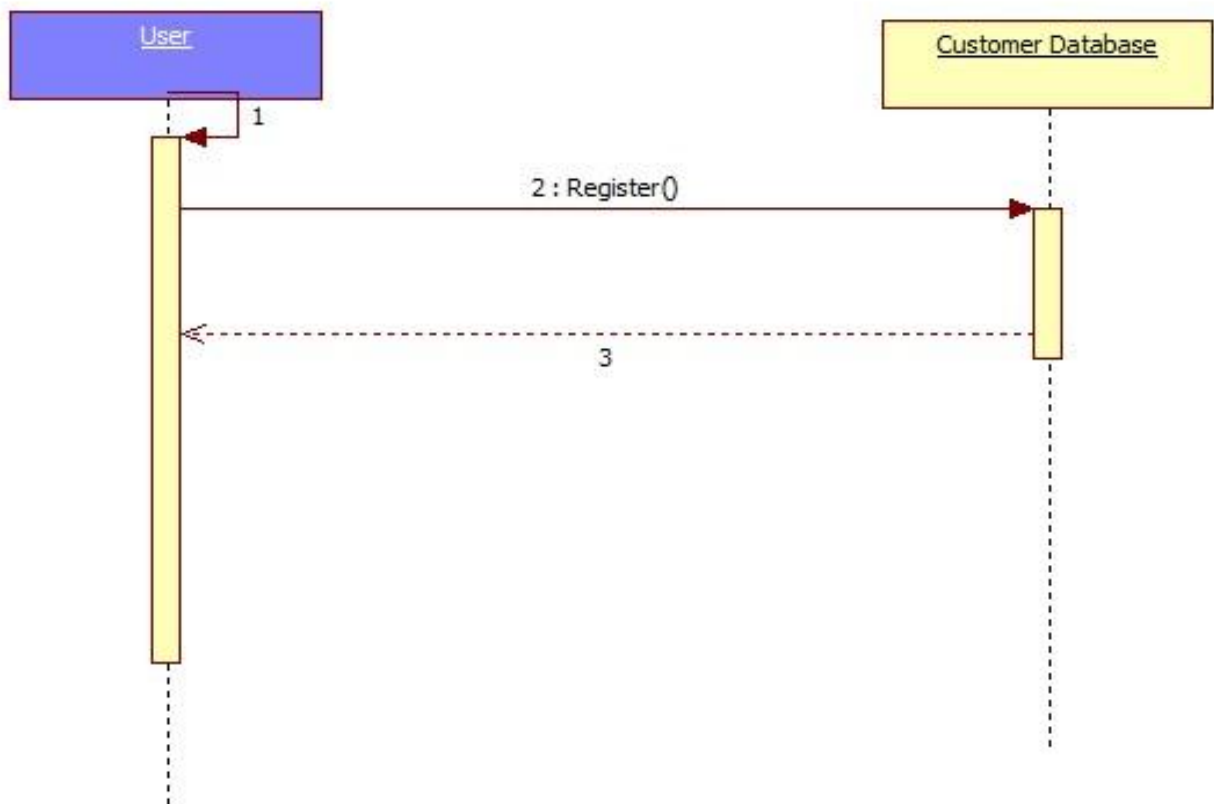 User
Customer Database
1
2 : Register()
3